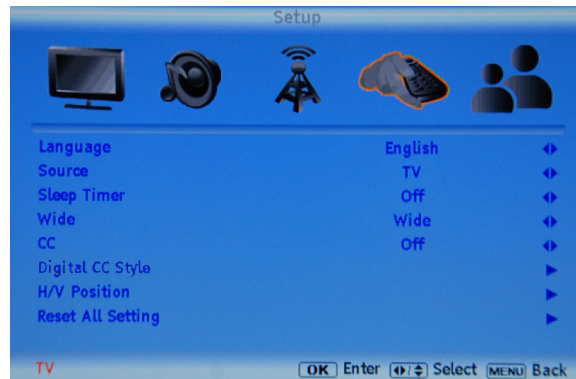 Setup
Language English
Source TV
Sleep Timer Off
Wide Wide
CC Off
Digital CC Style
H/V Position
Reset All Setting
TV OK Enter Select MENU Back